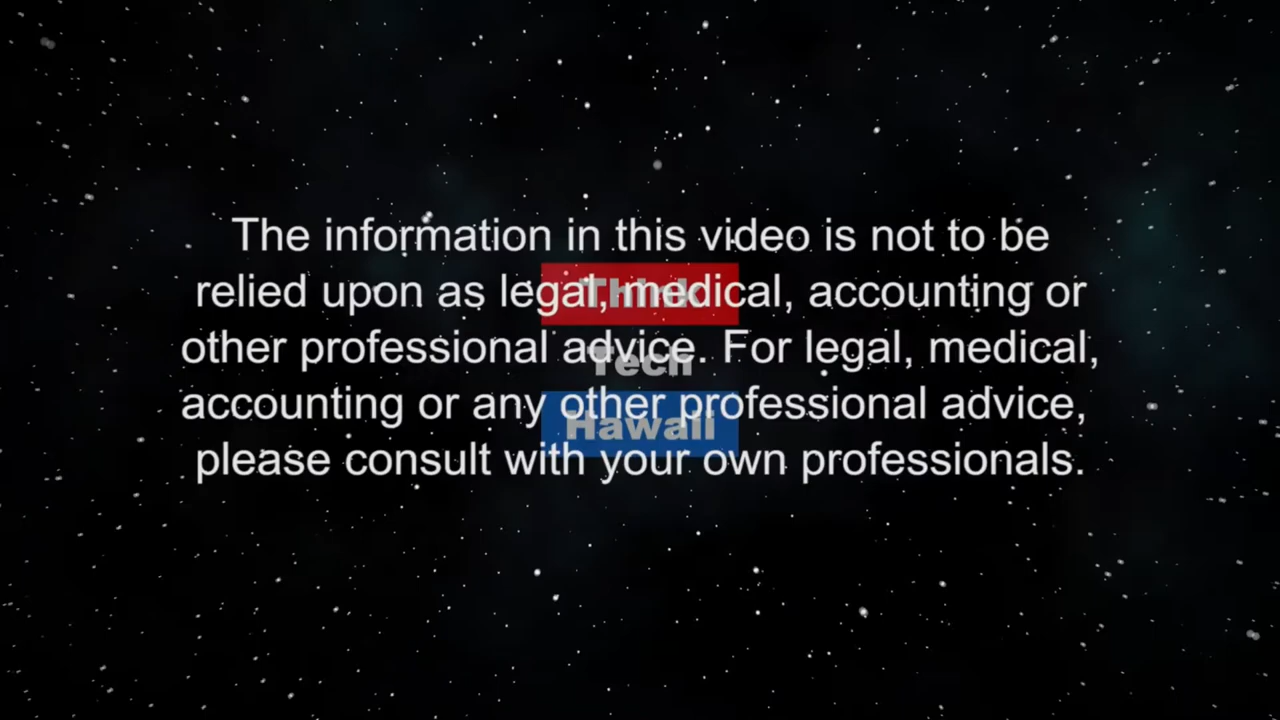 The information in this video is not to be
relied upon as legal, medical, accounting or
other professional advice. For legal, medical,
accounting or any other professional advice,
please consult with your own professionals.
Think
Tech
Hawaii